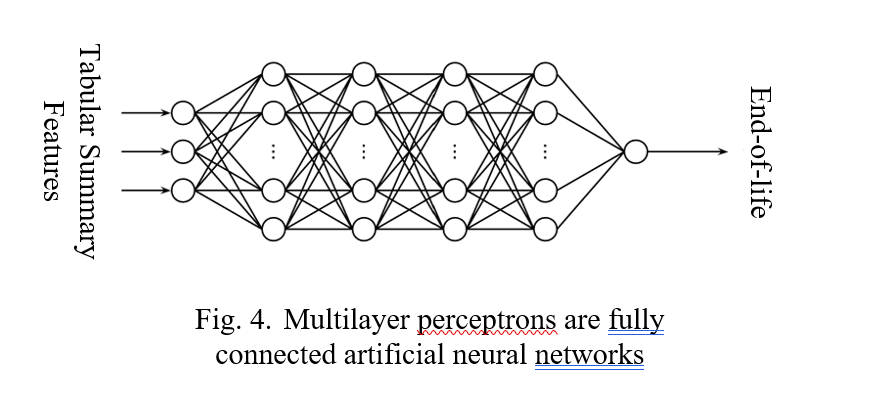 Tabular Summary
Features
End-of-life
Fig. 4. Multilayer perceptrons are fully
connected artificial neural networks